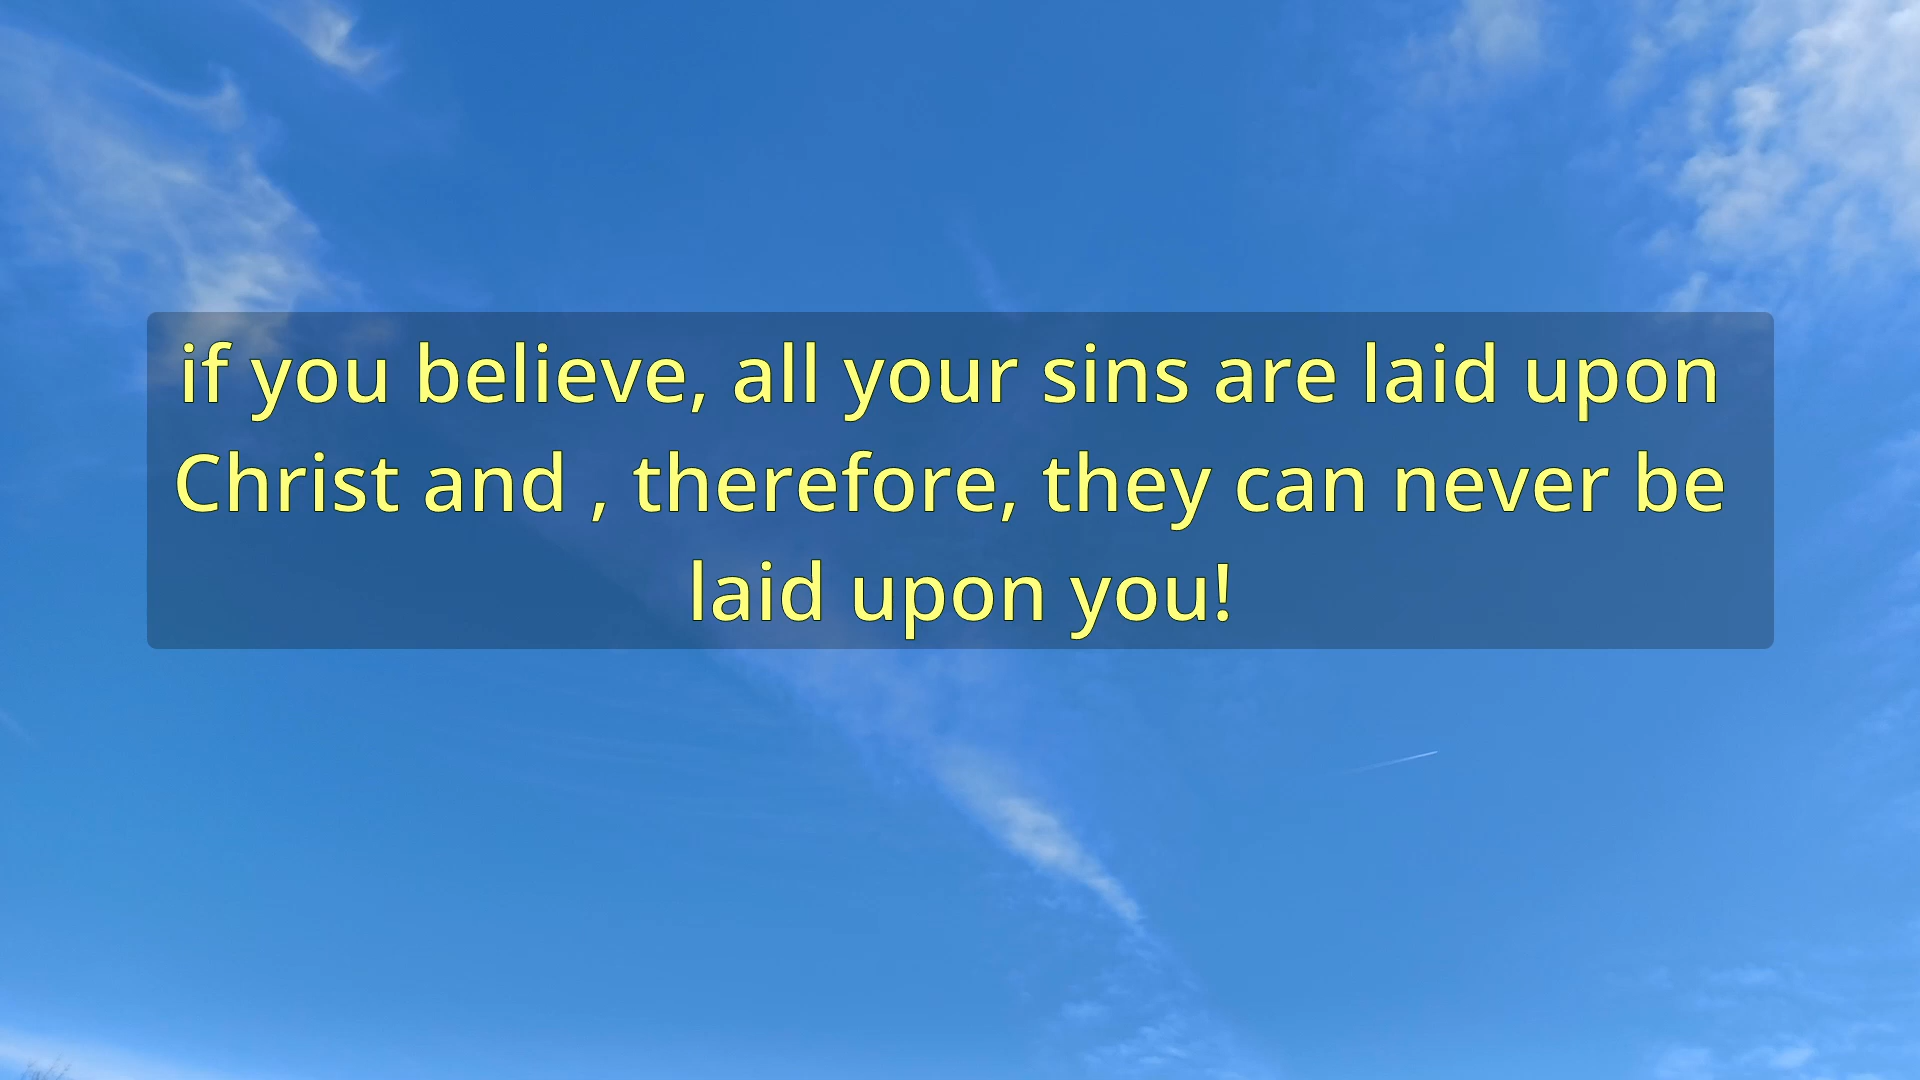 if you believe, all your sins are laid upon
Christ and , therefore, they can never be
laid upon you!